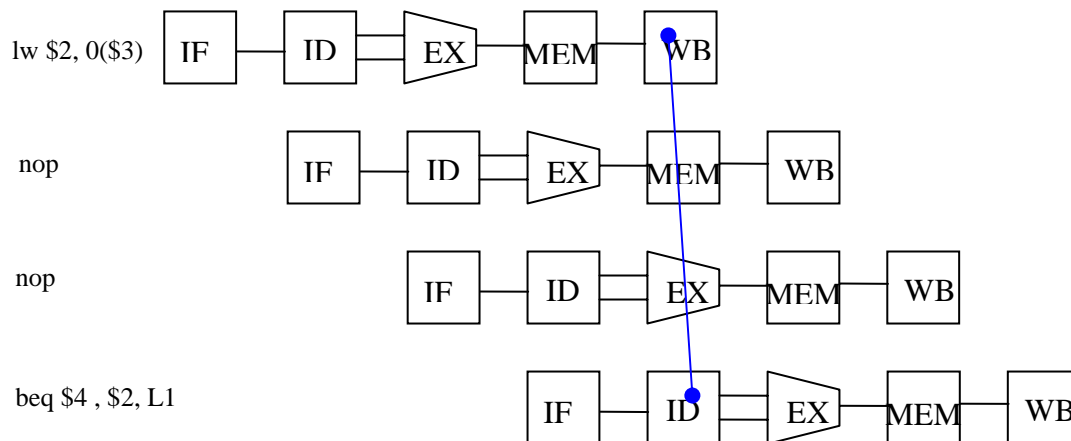 lw $2, 0($3) IF ID EX MEM WB
nop IF ID EX MEM WB
nop IF ID EX MEM WB
beq $4 , $2, L1 IF ID EX MEM WB